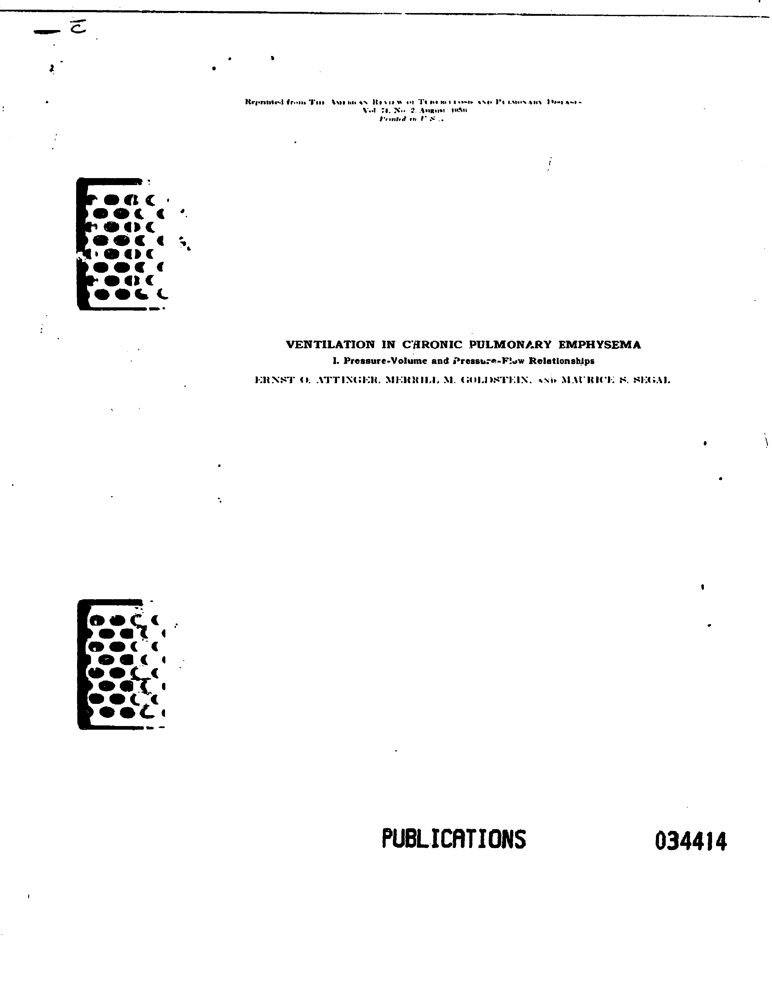 c̄
Reprinted from THE AMERICAN REVIEW OF TUBERCULOSIS AND PULMONARY DISEASES
Vol. 74, No. 2, August, 1956
Printed in U.S.A.
VENTILATION IN CHRONIC PULMONARY EMPHYSEMA
I. Pressure-Volume and Pressure-Flow Relationships
ERNST O. ATTINGER, MERRILL M. GOLDSTEIN, AND MAURICE S. SEGAL
PUBLICATIONS 034414